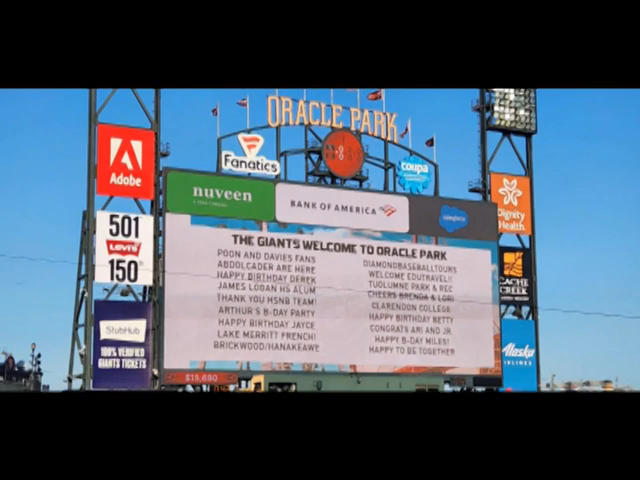 ORACLE PARK
Fanatics
coupa
Adobe
nuveen
BANK OF AMERICA
salesforce
Dignity
Health
501
LEVI'S
150
THE GIANTS WELCOME TO ORACLE PARK
POON AND DAVIES FANS
ABDOLCADER ARE HERE
HAPPY BIRTHDAY DEREK
JAMES LOGAN HS ALUM
THANK YOU HSNB TEAM!
ARTHUR'S B-DAY PARTY
HAPPY BIRTHDAY JAYCE
LAKE MERRITT FRENCH!
BRICKWOOD/HANAKEAWE
DIAMONDBASEBALLTOURS
WELCOME EDUTRAVEL!!
TUOLUMNE PARK & REC
CHEERS BRENDA & LORI
CLARENDON COLLEGE
HAPPY BIRTHDAY BETTY
CONGRATS ARI AND JR.
HAPPY B-DAY MILES!
HAPPY TO BE TOGETHER
CACHE
CREEK
StubHub
100% VERIFIED
GIANTS TICKETS
Alaska
AIRLINES
$15,690